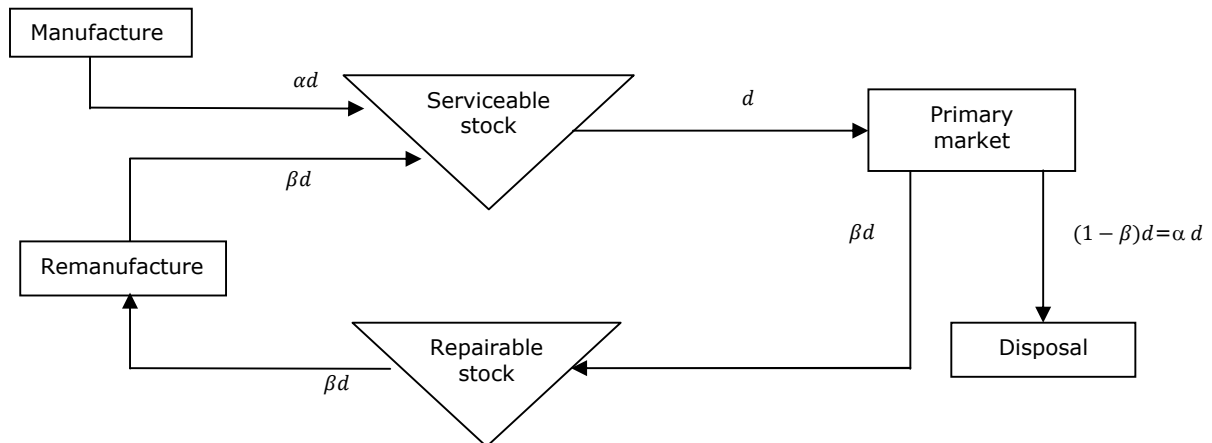 Manufacture
αd
Serviceable
stock
d
Primary
market
βd
βd
(1 − β)d=α d
Remanufacture
Repairable
stock
Disposal
βd